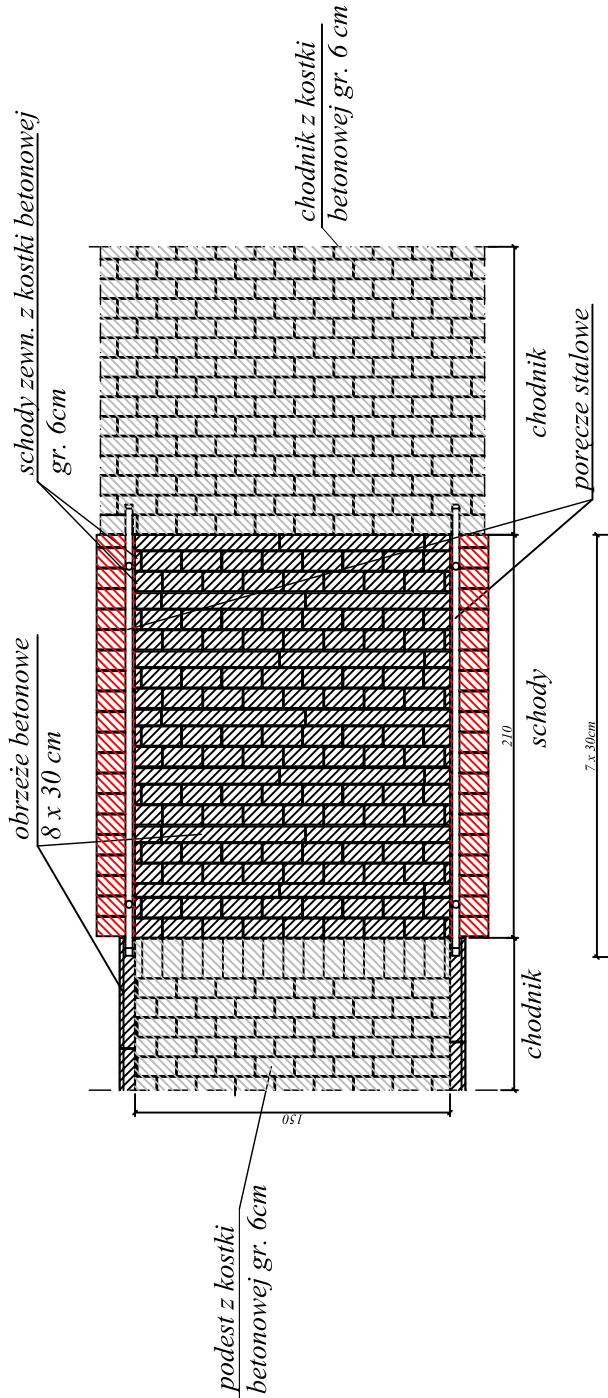 schody zewn. z kostki betonowej
gr. 6cm
obrzeże betonowe
8 x 30 cm
podest z kostki
betonowej gr. 6cm
chodnik z kostki
betonowej gr. 6 cm
150
chodnik
210
schody
chodnik
poręcze stalowe
7 x 30cm